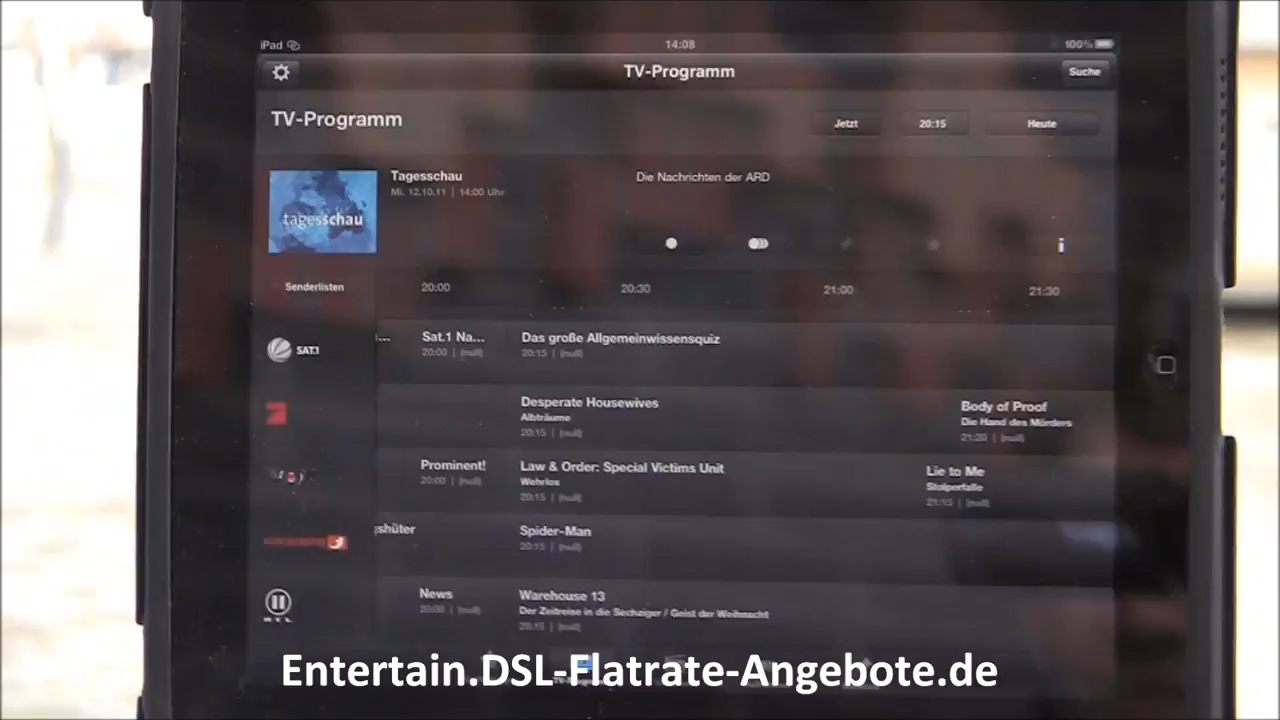 iPad
14:08
100%
TV-Programm
Suche
TV-Programm
Jetzt
20:15
Heute
tagesschau
Tagesschau
Mi. 12.10.11 | 14:00 Uhr
Die Nachrichten der ARD
i
Senderlisten
20:00
20:30
21:00
21:30
SAT.1
...
Sat.1 Na...
20:00 | (null)
Das große Allgemeinwissensquiz
20:15 | (null)
Desperate Housewives
Albträume
20:15 | (null)
Body of Proof
Die Hand des Mörders
21:20 | (null)
Prominent!
20:00 | (null)
Law & Order: Special Victims Unit
Wehrlos
20:15 | (null)
Lie to Me
Stolperfalle
21:15 | (null)
gshüter
Spider-Man
20:15 | (null)
RTL
News
20:00 | (null)
Warehouse 13
Der Zeitreise in die Sechziger / Geist der Weihnacht
20:15 | (null)
Entertain.DSL-Flatrate-Angebote.de